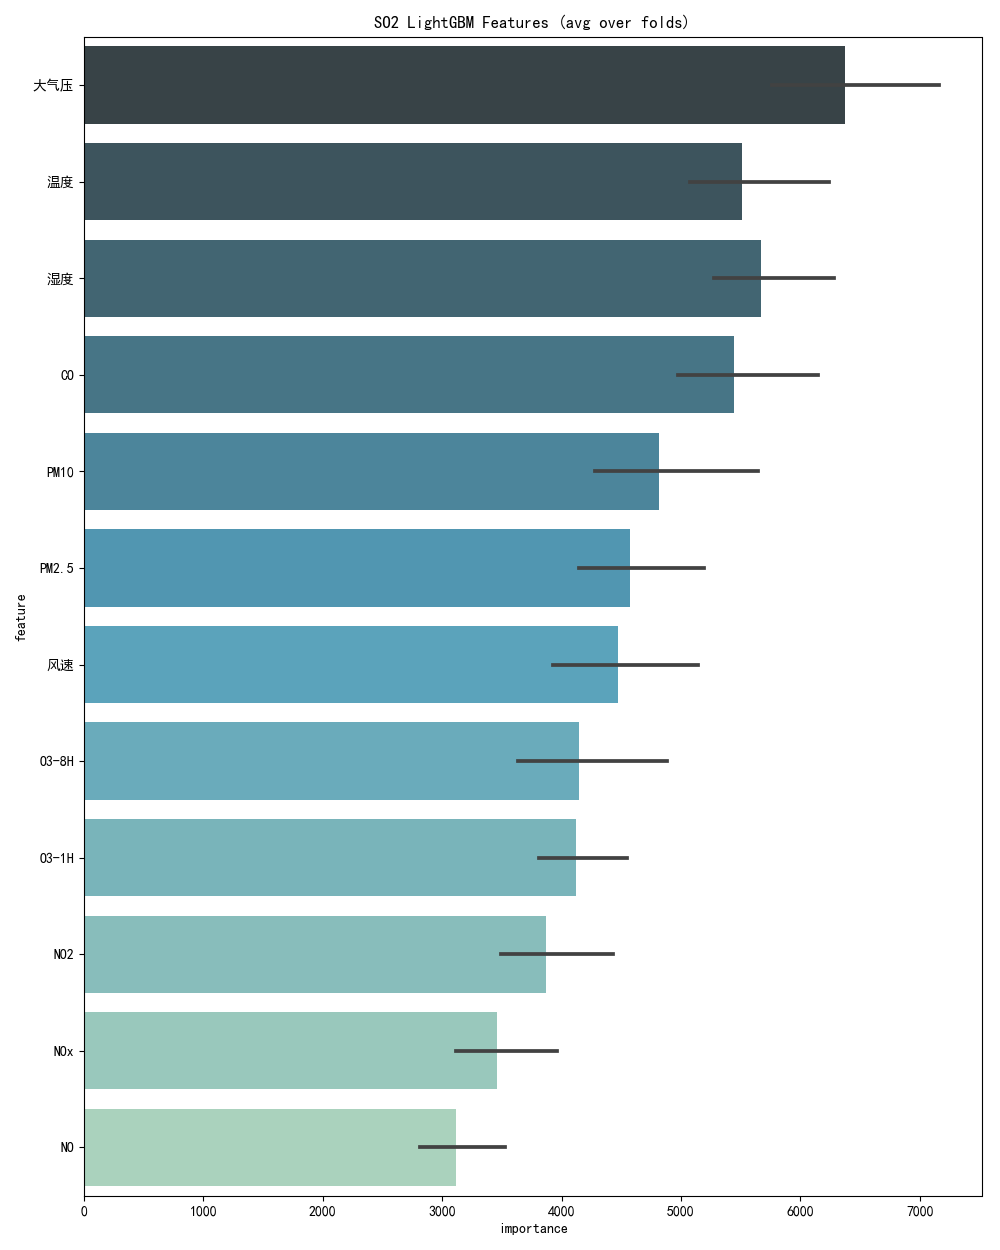 SO2 LightGBM Features (avg over folds)
大气压
温度
湿度
CO
PM10
PM2.5
风速
O3-8H
O3-1H
NO2
NOx
NO
feature
0 1000 2000 3000 4000 5000 6000 7000
importance